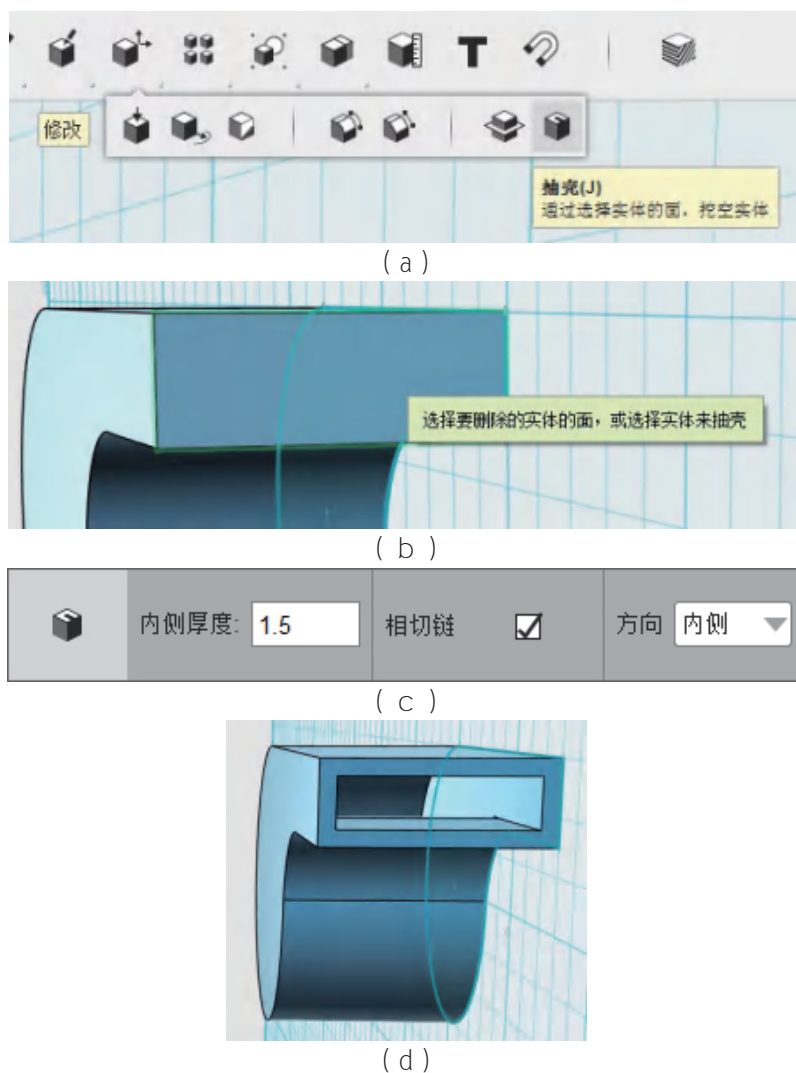 修改
抽壳(J)
通过选择实体的面，挖空实体
(a)
选择要删除的实体的面，或选择实体来抽壳
(b)
内侧厚度: 1.5 相切链 方向 内侧
(c)
(d)